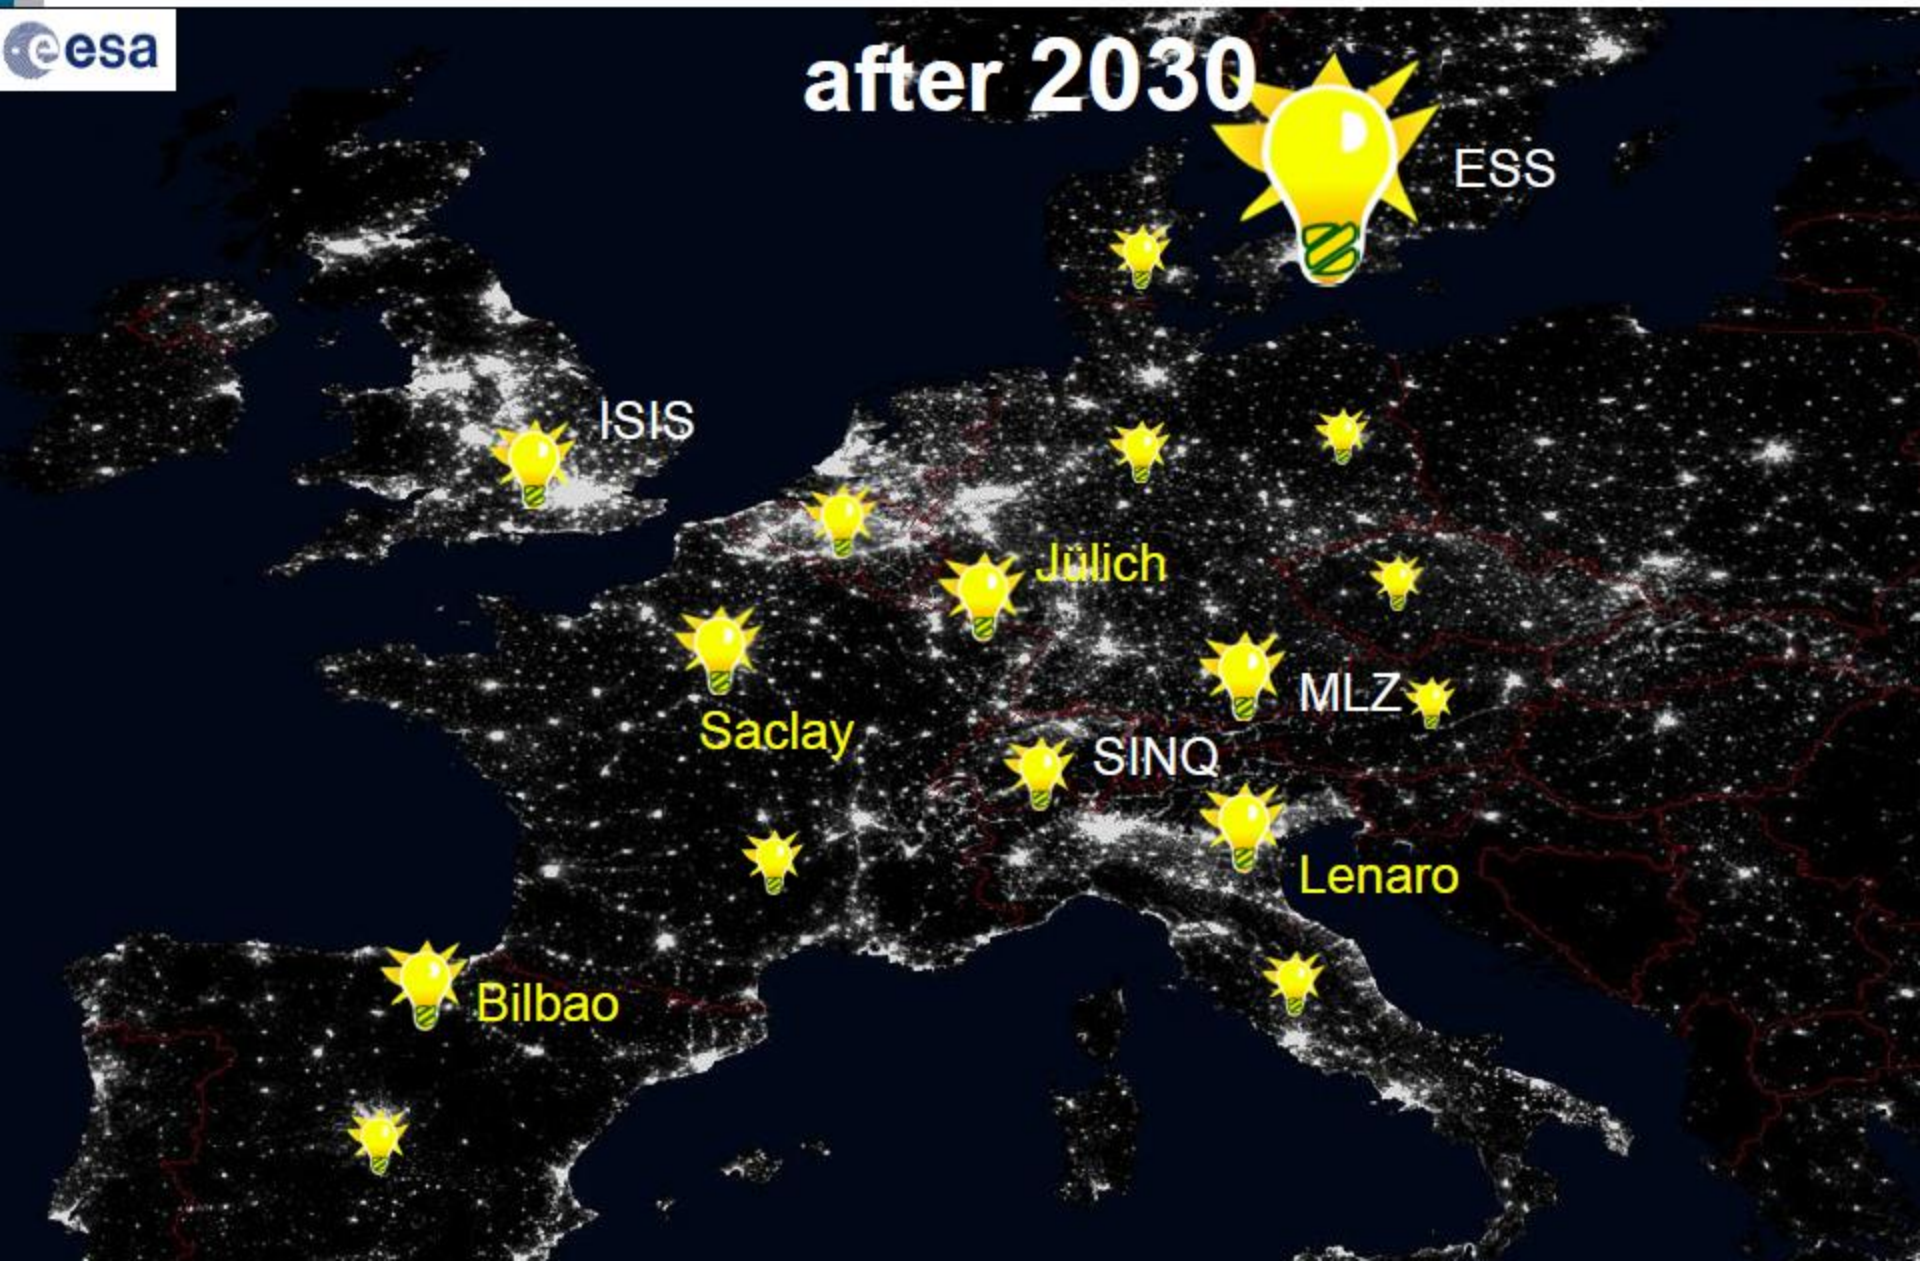 esa
after 2030
ESS
ISIS
Jülich
MLZ
Saclay
SINQ
Lenaro
Bilbao